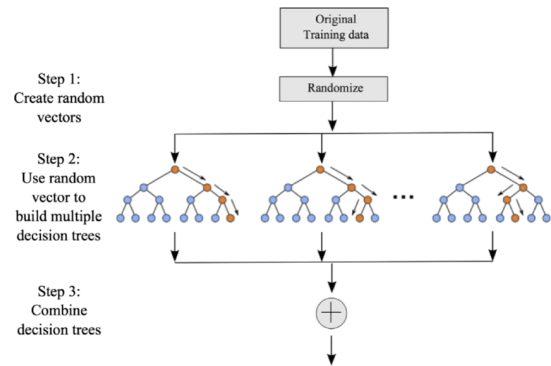 Original
Training data
Step 1:
Create random
vectors
Randomize
Step 2:
Use random
vector to
build multiple
decision trees
...
Step 3:
Combine
decision trees
+